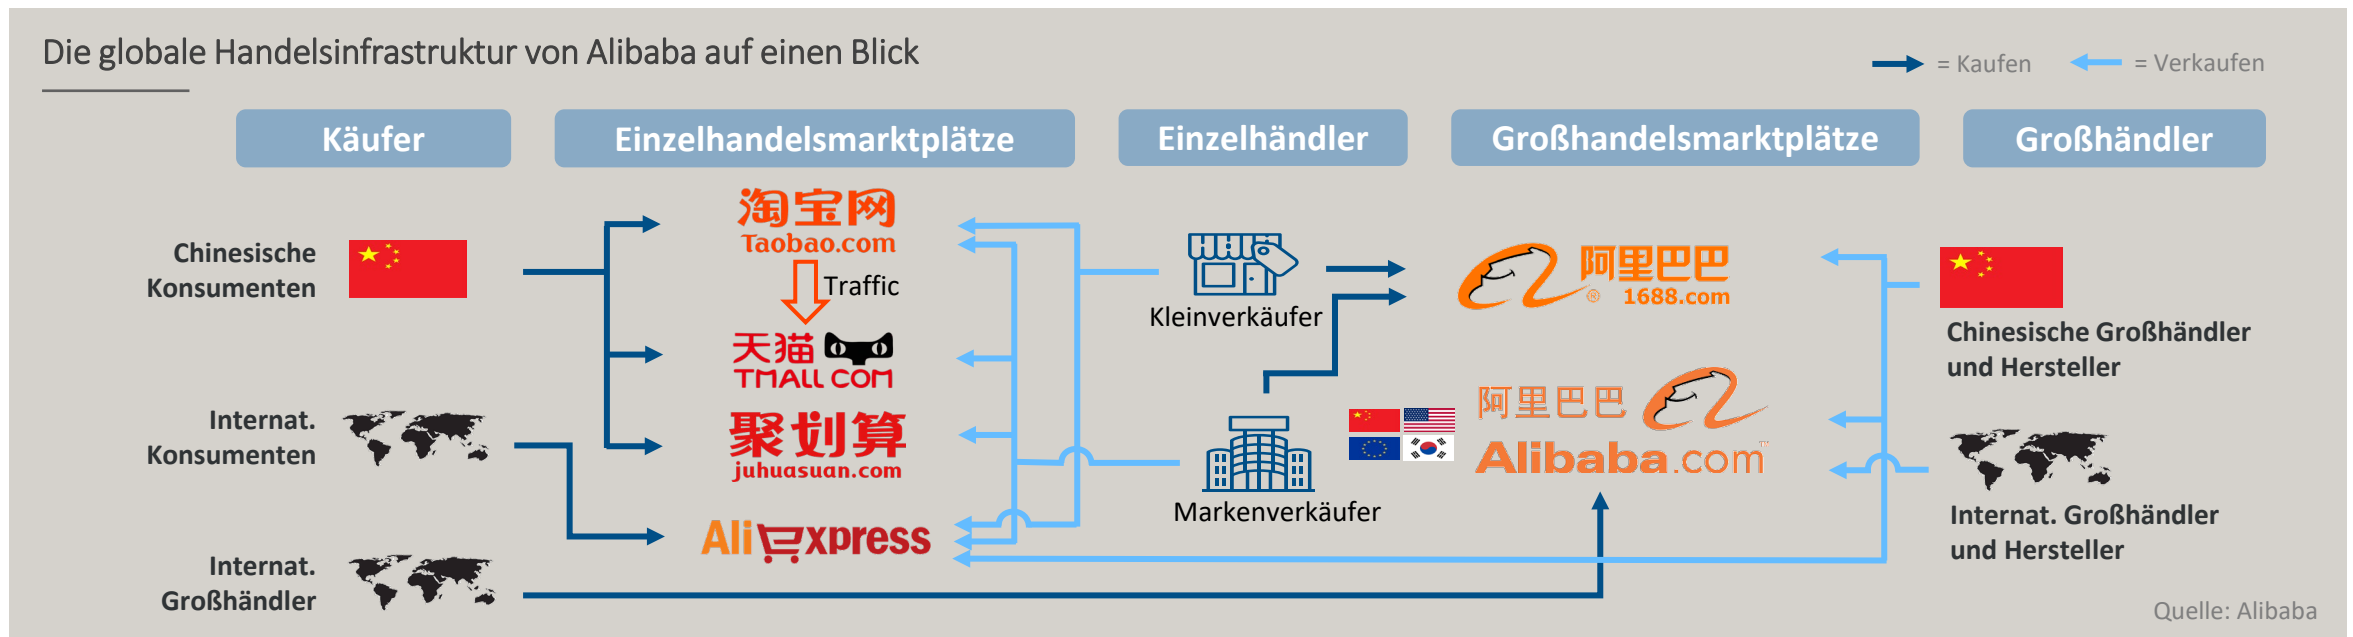 Die globale Handelsinfrastruktur von Alibaba auf einen Blick
= Kaufen
= Verkaufen
Käufer
Einzelhandelsmarktplätze
Einzelhändler
Großhandelsmarktplätze
Großhändler
Chinesische
Konsumenten
Internat.
Konsumenten
Internat.
Großhändler
淘宝网
Taobao.com
Traffic
天猫
TMALL.COM
聚划算
juhuasuan.com
AliExpress
Kleinverkäufer
Markenverkäufer
阿里巴巴
® 1688.com
阿里巴巴
Alibaba.com™
Chinesische Großhändler
und Hersteller
Internat. Großhändler
und Hersteller
Quelle: Alibaba